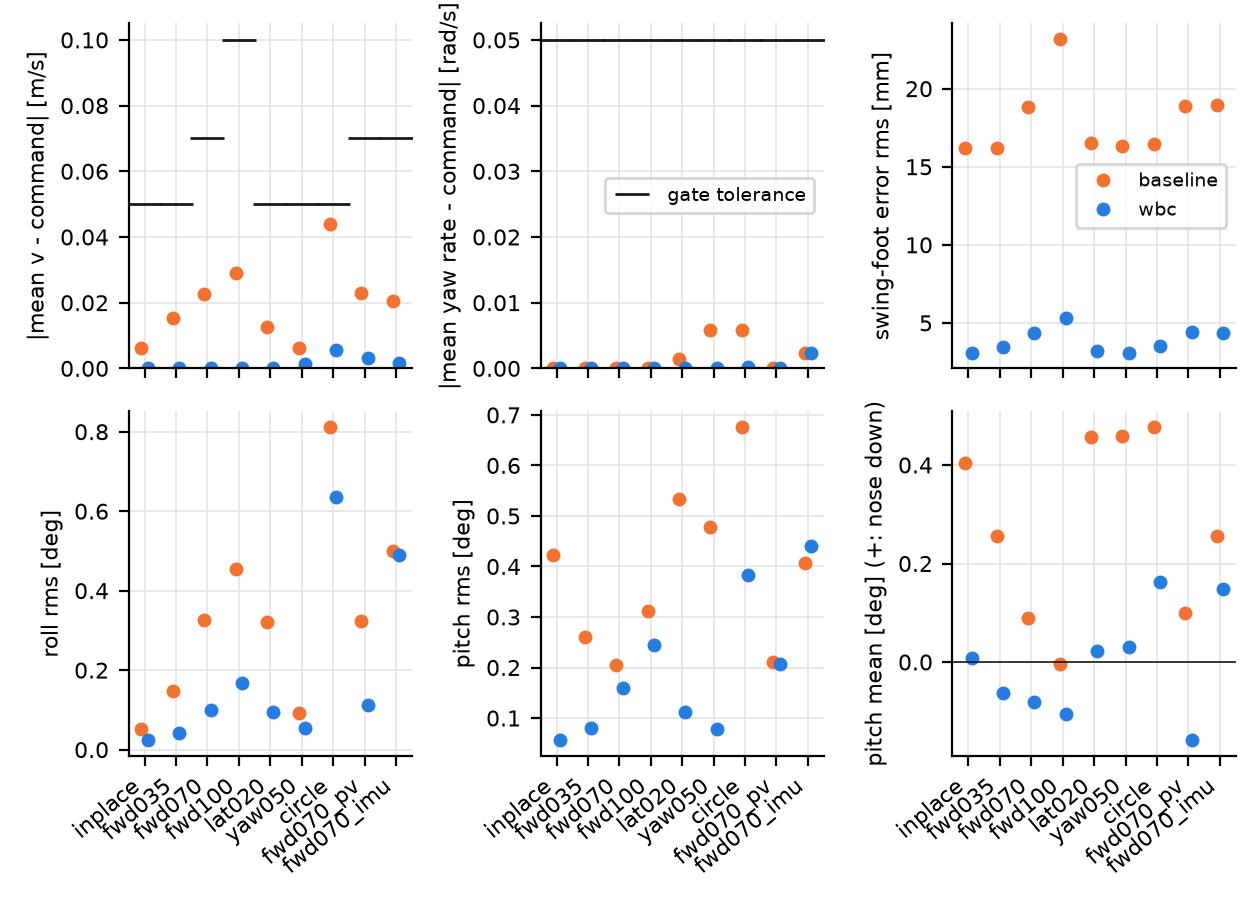 |mean v - command| [m/s]
0.10
0.08
0.06
0.04
0.02
0.00
|mean yaw rate - command| [rad/s]
0.05
0.04
0.03
0.02
0.01
0.00
gate tolerance
swing-foot error rms [mm]
20
15
10
5
baseline
wbc
roll rms [deg]
0.8
0.6
0.4
0.2
0.0
inplace
fwd035
fwd070
fwd100
lat020
yaw050
circle
fwd070_pv
fwd070_imu
pitch rms [deg]
0.7
0.6
0.5
0.4
0.3
0.2
0.1
inplace
fwd035
fwd070
fwd100
lat020
yaw050
circle
fwd070_pv
fwd070_imu
pitch mean [deg] (+: nose down)
0.4
0.2
0.0
inplace
fwd035
fwd070
fwd100
lat020
yaw050
circle
fwd070_pv
fwd070_imu